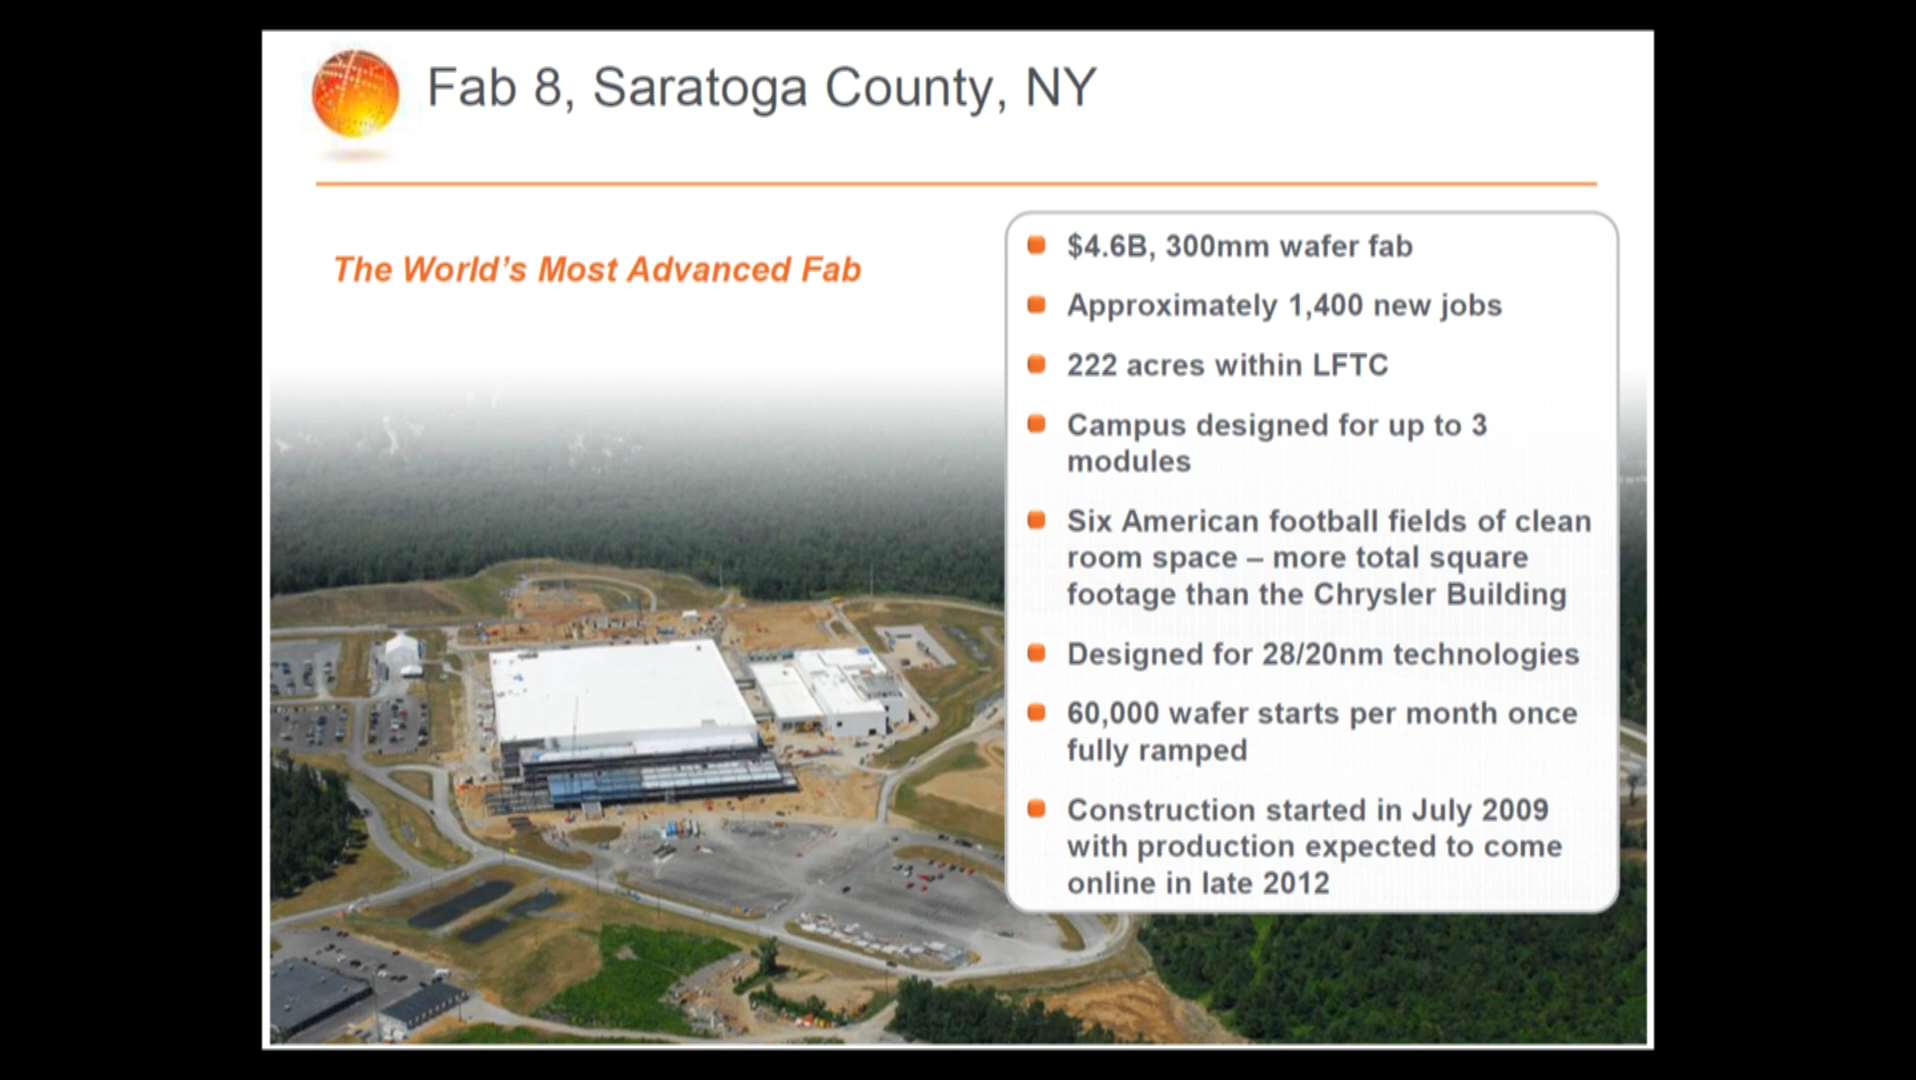 Fab 8, Saratoga County, NY
The World's Most Advanced Fab
$4.6B, 300mm wafer fab
Approximately 1,400 new jobs
222 acres within LFTC
Campus designed for up to 3
modules
Six American football fields of clean
room space – more total square
footage than the Chrysler Building
Designed for 28/20nm technologies
60,000 wafer starts per month once
fully ramped
Construction started in July 2009
with production expected to come
online in late 2012